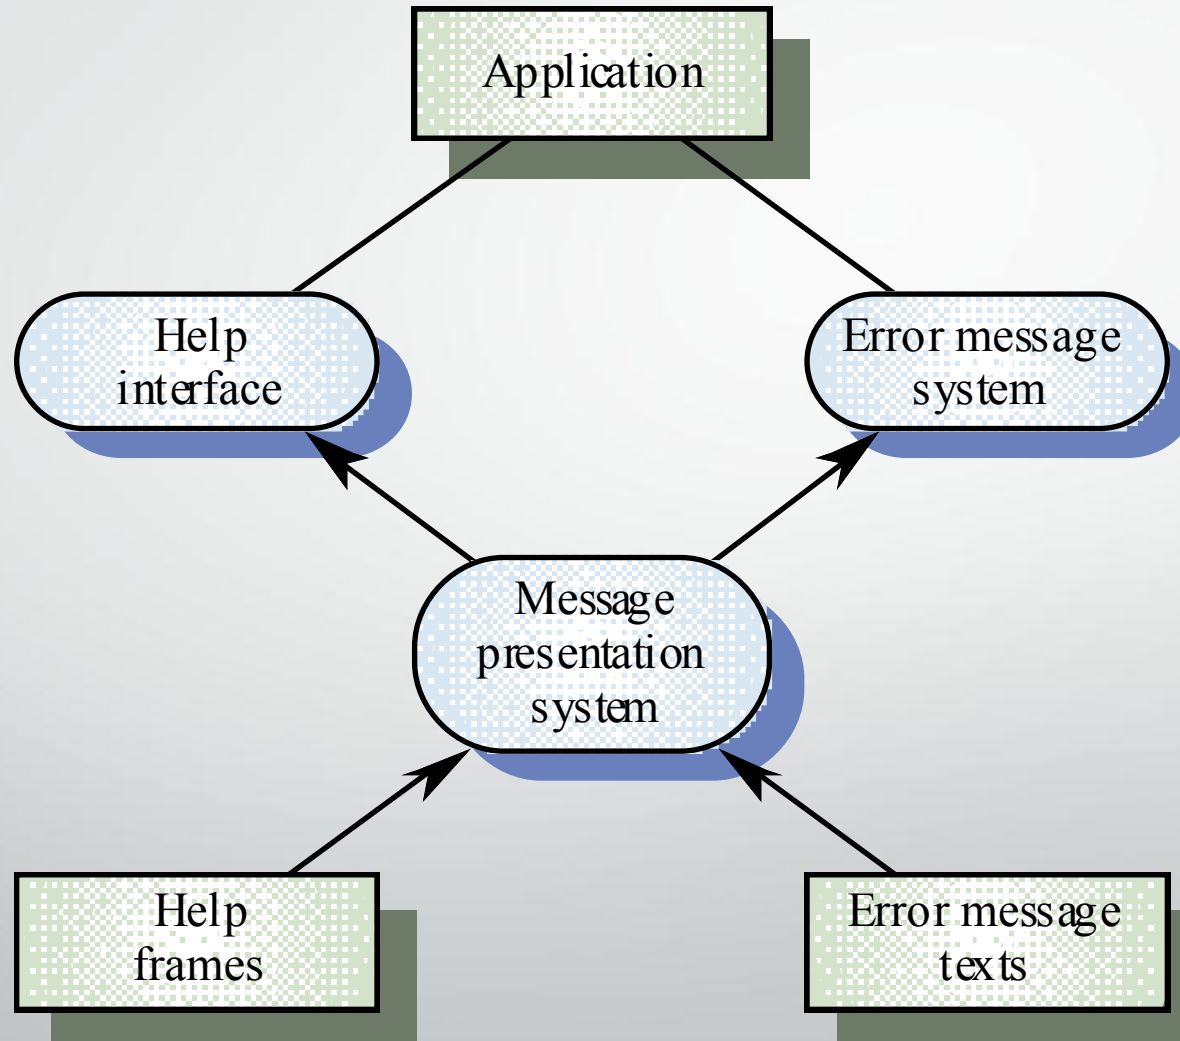 Application
Help
interface
Error message
system
Message
presentation
system
Help
frames
Error message
texts